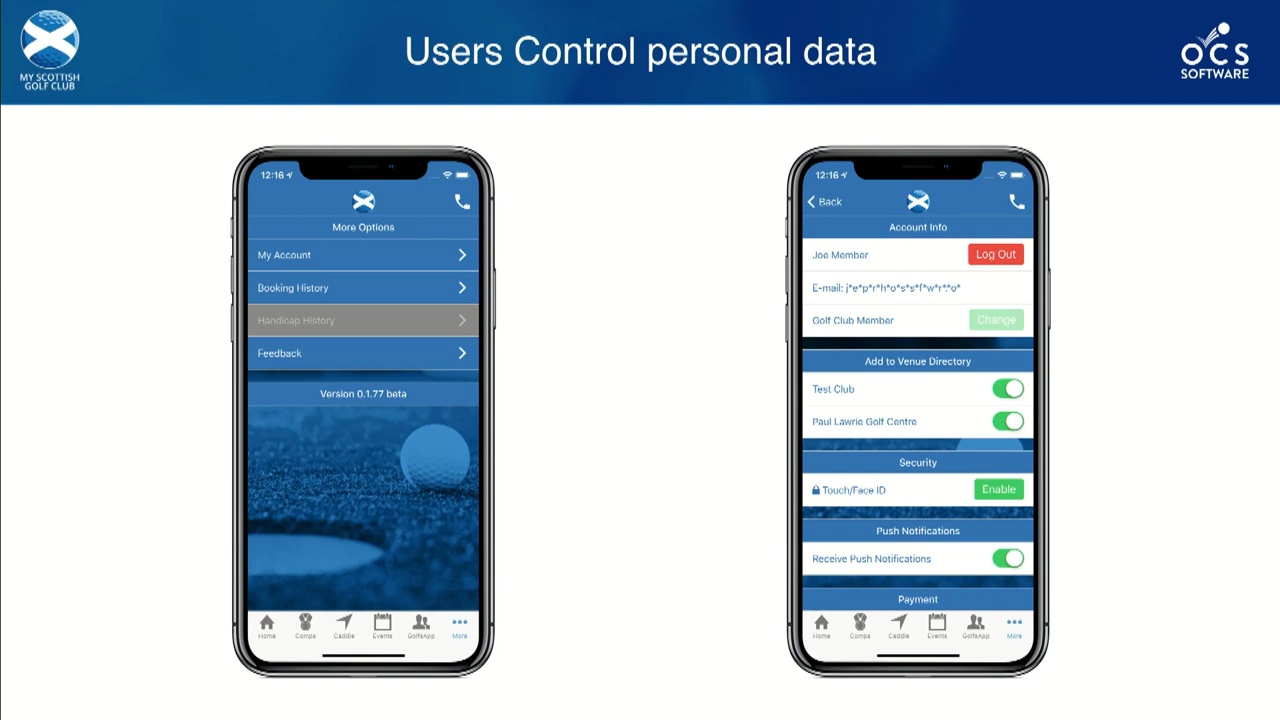 MY SCOTTISH
GOLF CLUB
Users Control personal data
OCS
SOFTWARE
12:16
More Options
My Account
Booking History
Handicap History
Feedback
Version 0.1.77 beta
Home Comps Caddie Events GolfsApp More
12:16
Back
Account Info
Joe Member Log Out
E-mail: j*e*p*r*h*o*s*s*f*w*r*.*o*
Golf Club Member Change
Add to Venue Directory
Test Club
Paul Lawrie Golf Centre
Security
Touch/Face ID Enable
Push Notifications
Receive Push Notifications
Payment
Home Comps Caddie Events GolfsApp More